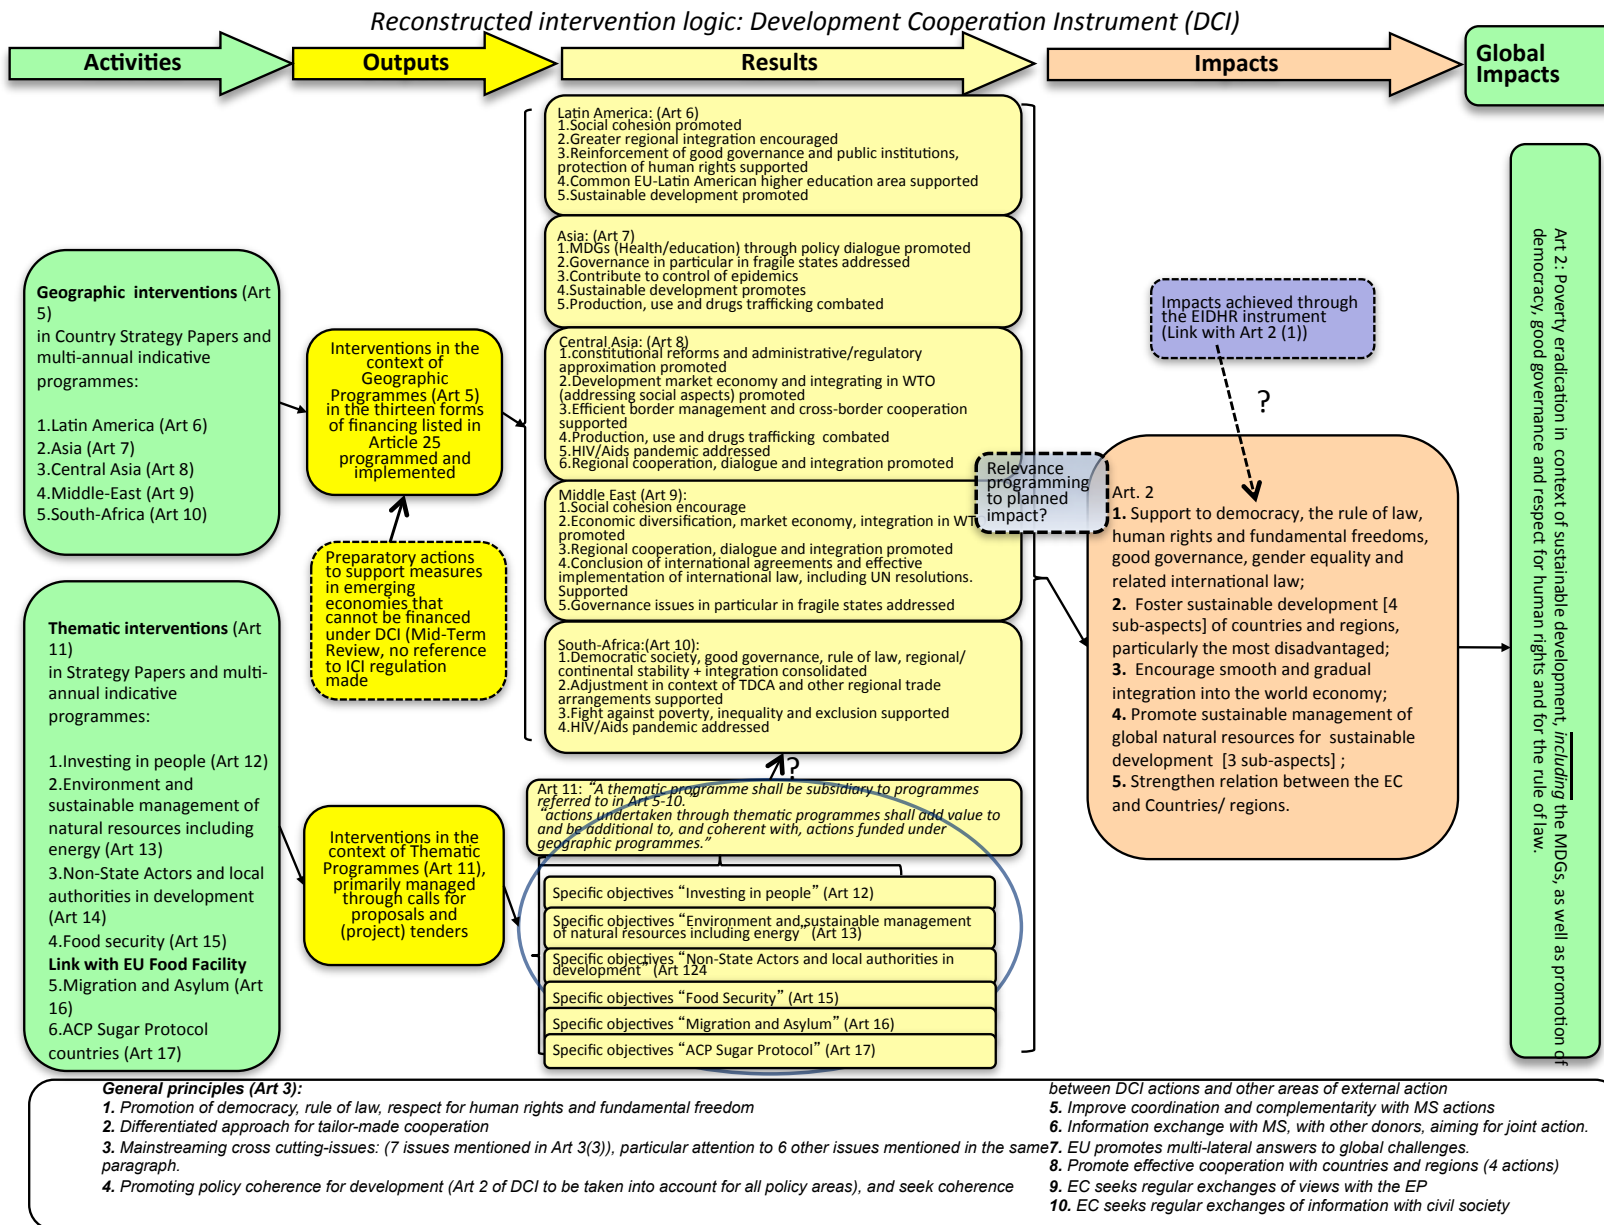 Reconstructed intervention logic: Development Cooperation Instrument (DCI)
Activities
Outputs
Results
Impacts
Global
Impacts
Geographic interventions (Art
5)
in Country Strategy Papers and
multi-annual indicative
programmes:
1.Latin America (Art 6)
2.Asia (Art 7)
3.Central Asia (Art 8)
4.Middle-East (Art 9)
5.South-Africa (Art 10)
Thematic interventions (Art
11)
in Strategy Papers and multi-
annual indicative
programmes:
1.Investing in people (Art 12)
2.Environment and
sustainable management of
natural resources including
energy (Art 13)
3.Non-State Actors and local
authorities in development
(Art 14)
4.Food security (Art 15)
Link with EU Food Facility
5.Migration and Asylum (Art
16)
6.ACP Sugar Protocol
countries (Art 17)
Interventions in the
context of
Geographic
Programmes (Art 5)
in the thirteen forms
of financing listed in
Article 25
programmed and
implemented
Preparatory actions
to support measures
in emerging
economies that
cannot be financed
under DCI (Mid-Term
Review, no reference
to ICI regulation
made
Interventions in the
context of Thematic
Programmes (Art 11),
primarily managed
through calls for
proposals and
(project) tenders
Latin America: (Art 6)
1.Social cohesion promoted
2.Greater regional integration encouraged
3.Reinforcement of good governance and public institutions,
protection of human rights supported
4.Common EU-Latin American higher education area supported
5.Sustainable development promoted
Asia: (Art 7)
1.MDGs (Health/education) through policy dialogue promoted
2.Governance in particular in fragile states addressed
3.Contribute to control of epidemics
4.Sustainable development promotes
5.Production, use and drugs trafficking combated
Central Asia: (Art 8)
1.constitutional reforms and administrative/regulatory
approximation promoted
2.Development market economy and integrating in WTO
(addressing social aspects) promoted
3.Efficient border management and cross-border cooperation
supported
4.Production, use and drugs trafficking combated
5.HIV/Aids pandemic addressed
6.Regional cooperation, dialogue and integration promoted
Middle East (Art 9):
1.Social cohesion encourage
2.Economic diversification, market economy, integration in WT
promoted
3.Regional cooperation, dialogue and integration promoted
4.Conclusion of international agreements and effective
implementation of international law, including UN resolutions.
Supported
5.Governance issues in particular in fragile states addressed
South-Africa:(Art 10):
1.Democratic society, good governance, rule of law, regional/
continental stability + integration consolidated
2.Adjustment in context of TDCA and other regional trade
arrangements supported
3.Fight against poverty, inequality and exclusion supported
4.HIV/Aids pandemic addressed
?
Art 11: “A thematic programme shall be subsidiary to programmes
referred to in Art 5-10.”
“actions undertaken through thematic programmes shall add value to
and be additional to, and coherent with, actions funded under
geographic programmes.”
Specific objectives “Investing in people” (Art 12)
Specific objectives “Environment and sustainable management
of natural resources including energy” (Art 13)
Specific objectives “Non-State Actors and local authorities in
development” (Art 124
Specific objectives “Food Security” (Art 15)
Specific objectives “Migration and Asylum” (Art 16)
Specific objectives “ACP Sugar Protocol” (Art 17)
Relevance
programming
to planned
impact?
Impacts achieved through
the EIDHR instrument
(Link with Art 2 (1))
?
Art. 2
1. Support to democracy, the rule of law,
human rights and fundamental freedoms,
good governance, gender equality and
related international law;
2. Foster sustainable development [4
sub-aspects] of countries and regions,
particularly the most disadvantaged;
3. Encourage smooth and gradual
integration into the world economy;
4. Promote sustainable management of
global natural resources for sustainable
development [3 sub-aspects] ;
5. Strengthen relation between the EC
and Countries/ regions.
Art 2: Poverty eradication in context of sustainable development, including the MDGs, as well as promotion of
democracy, good governance and respect for human rights and for the rule of law.
General principles (Art 3):
1. Promotion of democracy, rule of law, respect for human rights and fundamental freedom
2. Differentiated approach for tailor-made cooperation
3. Mainstreaming cross cutting-issues: (7 issues mentioned in Art 3(3)), particular attention to 6 other issues mentioned in the same
paragraph.
4. Promoting policy coherence for development (Art 2 of DCI to be taken into account for all policy areas), and seek coherence
between DCI actions and other areas of external action
5. Improve coordination and complementarity with MS actions
6. Information exchange with MS, with other donors, aiming for joint action.
7. EU promotes multi-lateral answers to global challenges.
8. Promote effective cooperation with countries and regions (4 actions)
9. EC seeks regular exchanges of views with the EP
10. EC seeks regular exchanges of information with civil society